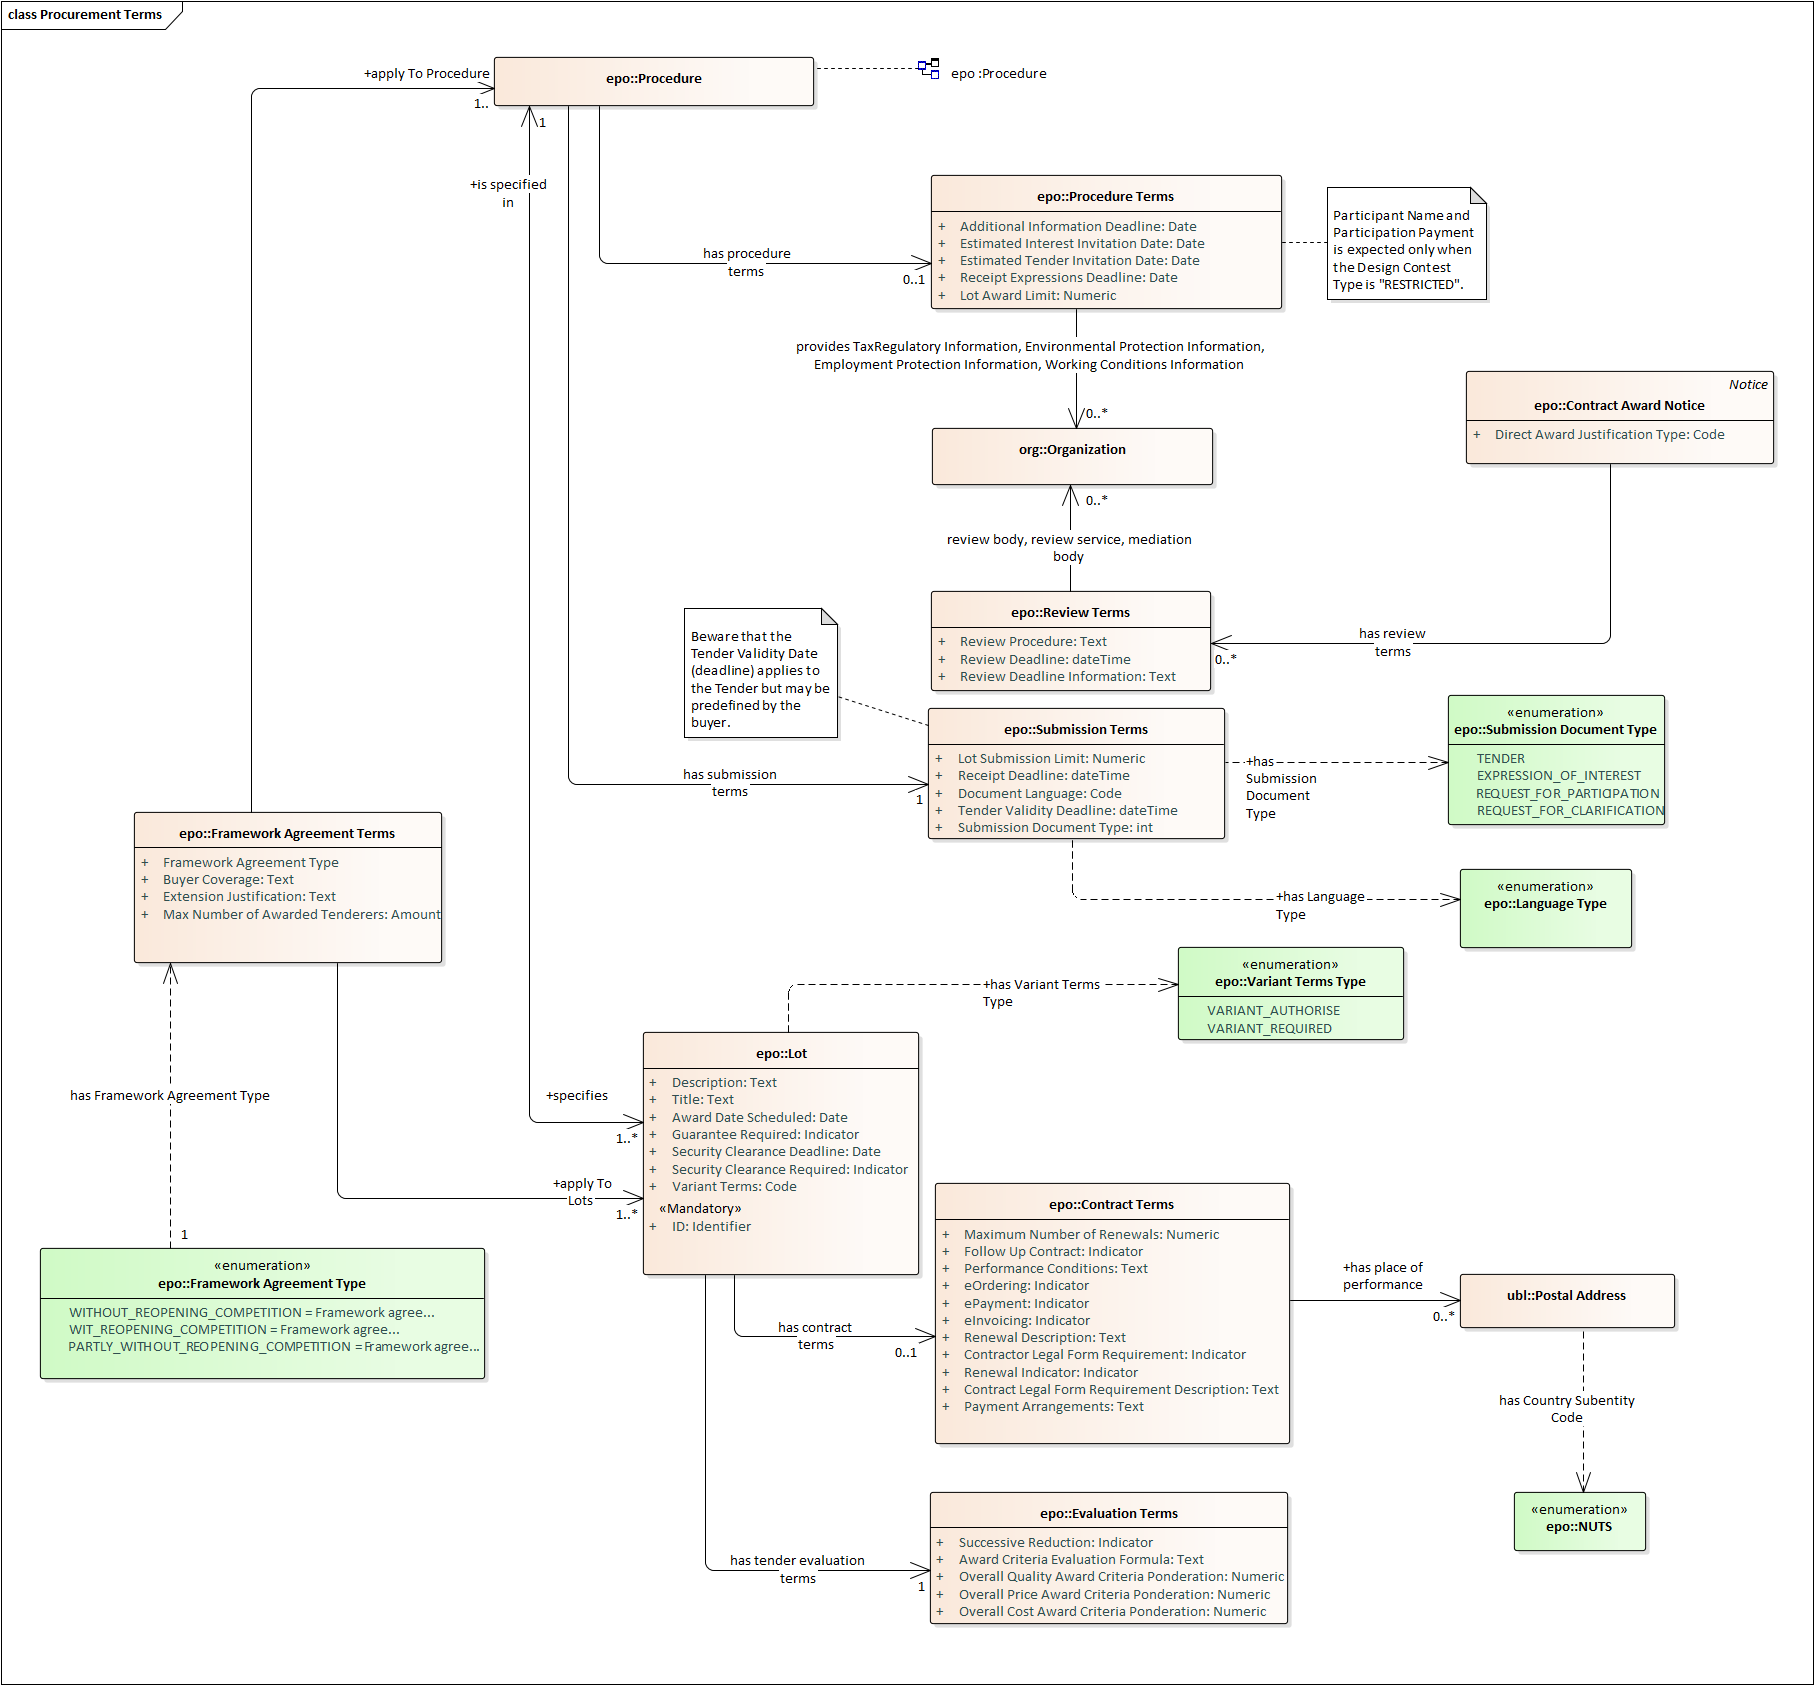 class Procurement Terms
+apply To Procedure
1..
epo::Procedure
epo :Procedure
1
+is specified
in
has procedure
terms
0..1
epo::Procedure Terms
+ Additional Information Deadline: Date
+ Estimated Interest Invitation Date: Date
+ Estimated Tender Invitation Date: Date
+ Receipt Expressions Deadline: Date
+ Lot Award Limit: Numeric
Participant Name and
Participation Payment
is expected only when
the Design Contest
Type is "RESTRICTED".
provides TaxRegulatory Information, Environmental Protection Information,
Employment Protection Information, Working Conditions Information
0..*
org::Organization
0..*
Notice
epo::Contract Award Notice
+ Direct Award Justification Type: Code
review body, review service, mediation
body
epo::Review Terms
+ Review Procedure: Text
+ Review Deadline: dateTime
+ Review Deadline Information: Text
has review
terms
0..*
Beware that the
Tender Validity Date
(deadline) applies to
the Tender but may be
predefined by the
buyer.
has submission
terms
1
epo::Submission Terms
+ Lot Submission Limit: Numeric
+ Receipt Deadline: dateTime
+ Document Language: Code
+ Tender Validity Deadline: dateTime
+ Submission Document Type: int
+has
Submission
Document
Type
«enumeration»
epo::Submission Document Type
TENDER
EXPRESSION_OF_INTEREST
REQUEST_FOR_PARTICIPATION
REQUEST_FOR_CLARIFICATION
+has Language
Type
«enumeration»
epo::Language Type
epo::Framework Agreement Terms
+ Framework Agreement Type
+ Buyer Coverage: Text
+ Extension Justification: Text
+ Max Number of Awarded Tenderers: Amount
+has Variant Terms
Type
«enumeration»
epo::Variant Terms Type
VARIANT_AUTHORISE
VARIANT_REQUIRED
has Framework Agreement Type
1
+specifies
1..*
+apply To
Lots
1..*
epo::Lot
+ Description: Text
+ Title: Text
+ Award Date Scheduled: Date
+ Guarantee Required: Indicator
+ Security Clearance Deadline: Date
+ Security Clearance Required: Indicator
+ Variant Terms: Code
«Mandatory»
+ ID: Identifier
«enumeration»
epo::Framework Agreement Type
WITHOUT_REOPENING_COMPETITION = Framework agree...
WIT_REOPENING_COMPETITION = Framework agree...
PARTLY_WITHOUT_REOPENING_COMPETITION = Framework agree...
has contract
terms
0..1
epo::Contract Terms
+ Maximum Number of Renewals: Numeric
+ Follow Up Contract: Indicator
+ Performance Conditions: Text
+ eOrdering: Indicator
+ ePayment: Indicator
+ eInvoicing: Indicator
+ Renewal Description: Text
+ Contractor Legal Form Requirement: Indicator
+ Renewal Indicator: Indicator
+ Contract Legal Form Requirement Description: Text
+ Payment Arrangements: Text
+has place of
performance
0..*
ubl::Postal Address
has Country Subentity
Code
«enumeration»
epo::NUTS
has tender evaluation
terms
1
epo::Evaluation Terms
+ Successive Reduction: Indicator
+ Award Criteria Evaluation Formula: Text
+ Overall Quality Award Criteria Ponderation: Numeric
+ Overall Price Award Criteria Ponderation: Numeric
+ Overall Cost Award Criteria Ponderation: Numeric